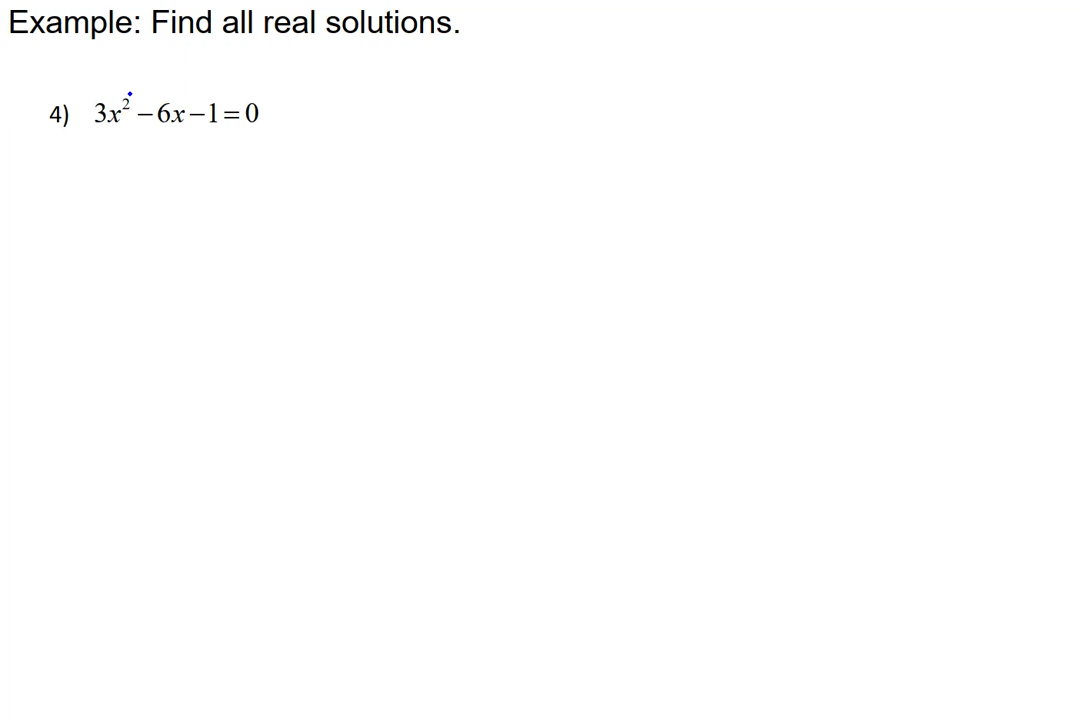 Example: Find all real solutions.
4) 3x² – 6x – 1 = 0